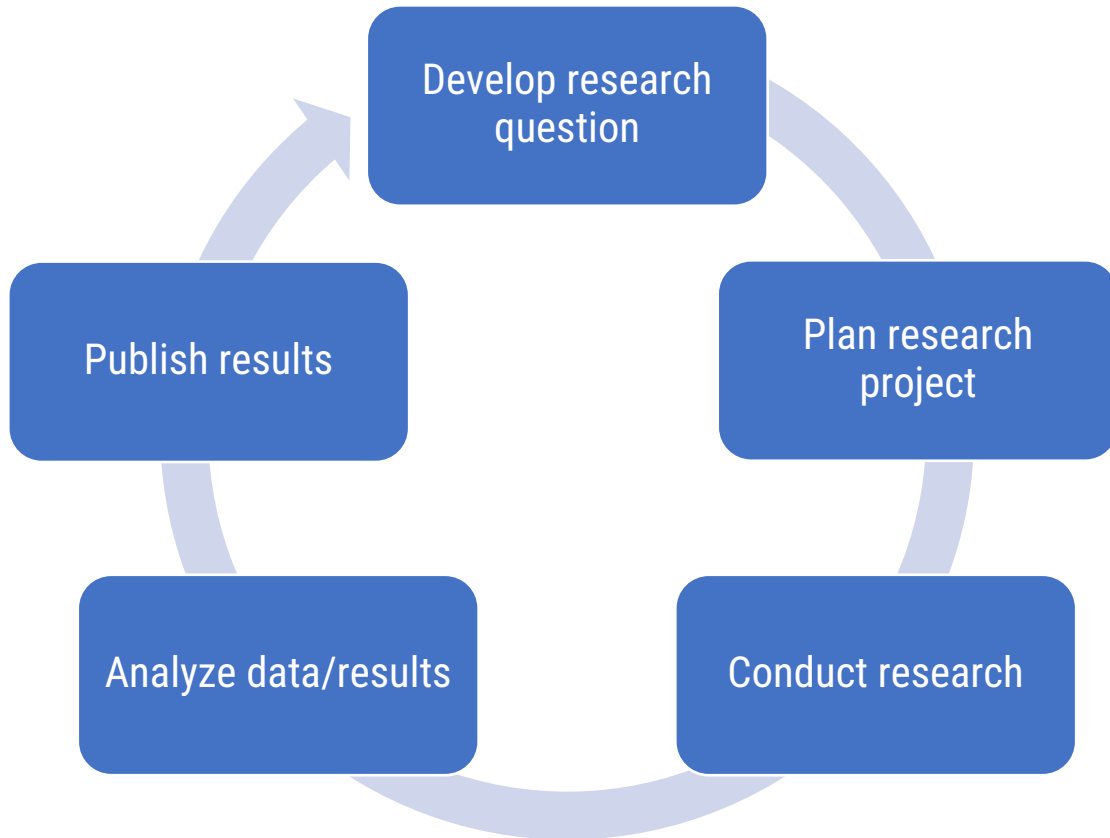 Develop research
question
Plan research
project
Conduct research
Analyze data/results
Publish results